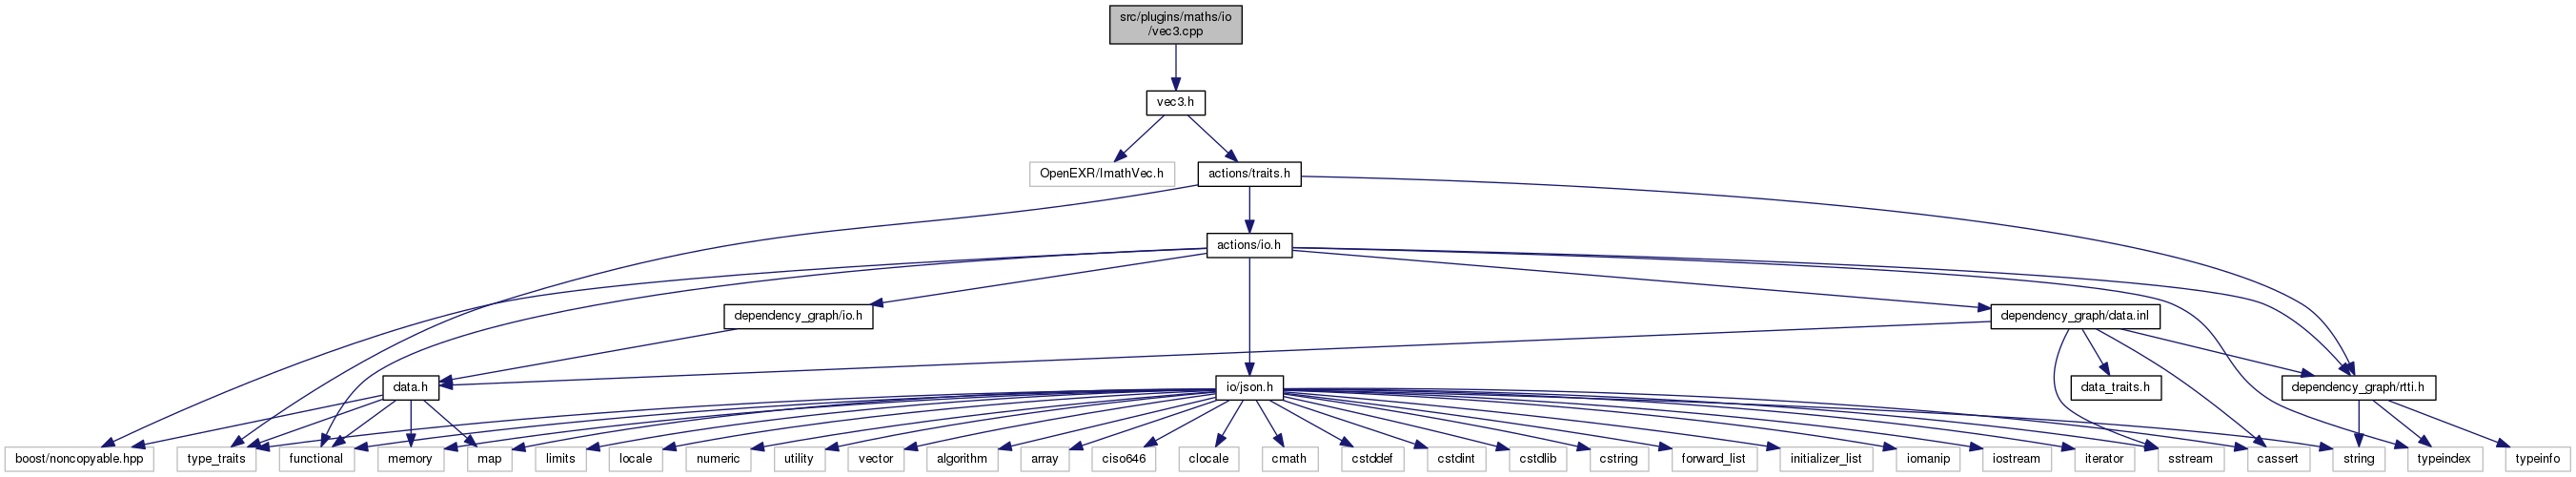 src/plugins/maths/io
/vec3.cpp
vec3.h
OpenEXR/ImathVec.h
actions/traits.h
actions/io.h
dependency_graph/io.h
dependency_graph/data.inl
data.h
io/json.h
data_traits.h
dependency_graph/rtti.h
boost/noncopyable.hpp
type_traits
functional
memory
map
limits
locale
numeric
utility
vector
algorithm
array
ciso646
clocale
cmath
cstddef
cstdint
cstdlib
cstring
forward_list
initializer_list
iomanip
iostream
iterator
sstream
cassert
string
typeindex
typeinfo